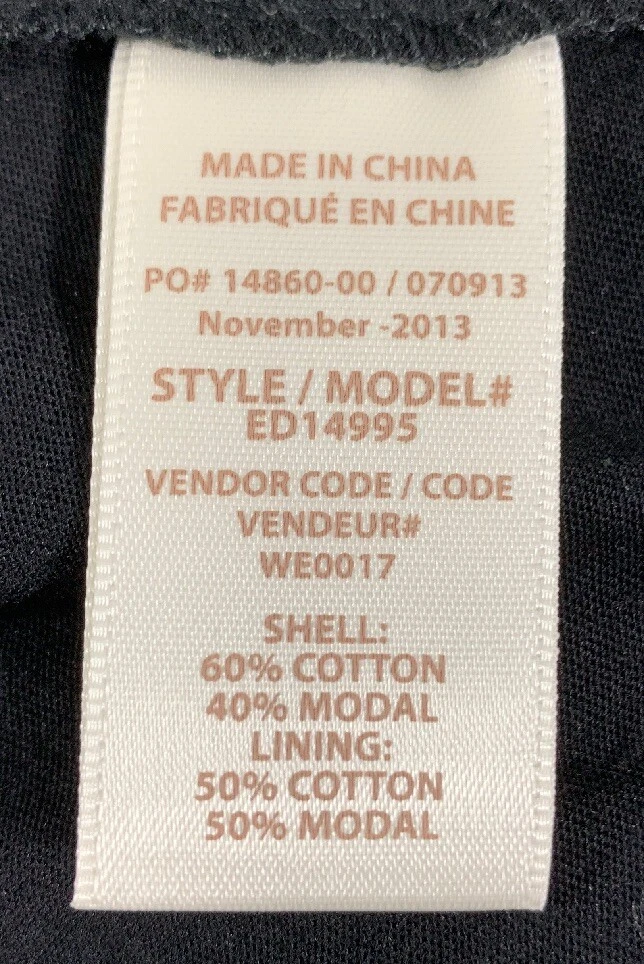 MADE IN CHINA
FABRIQUÉ EN CHINE
PO# 14860-00 / 070913
November -2013
STYLE / MODEL#
ED14995
VENDOR CODE / CODE
VENDEUR#
WE0017
SHELL:
60% COTTON
40% MODAL
LINING:
50% COTTON
50% MODAL